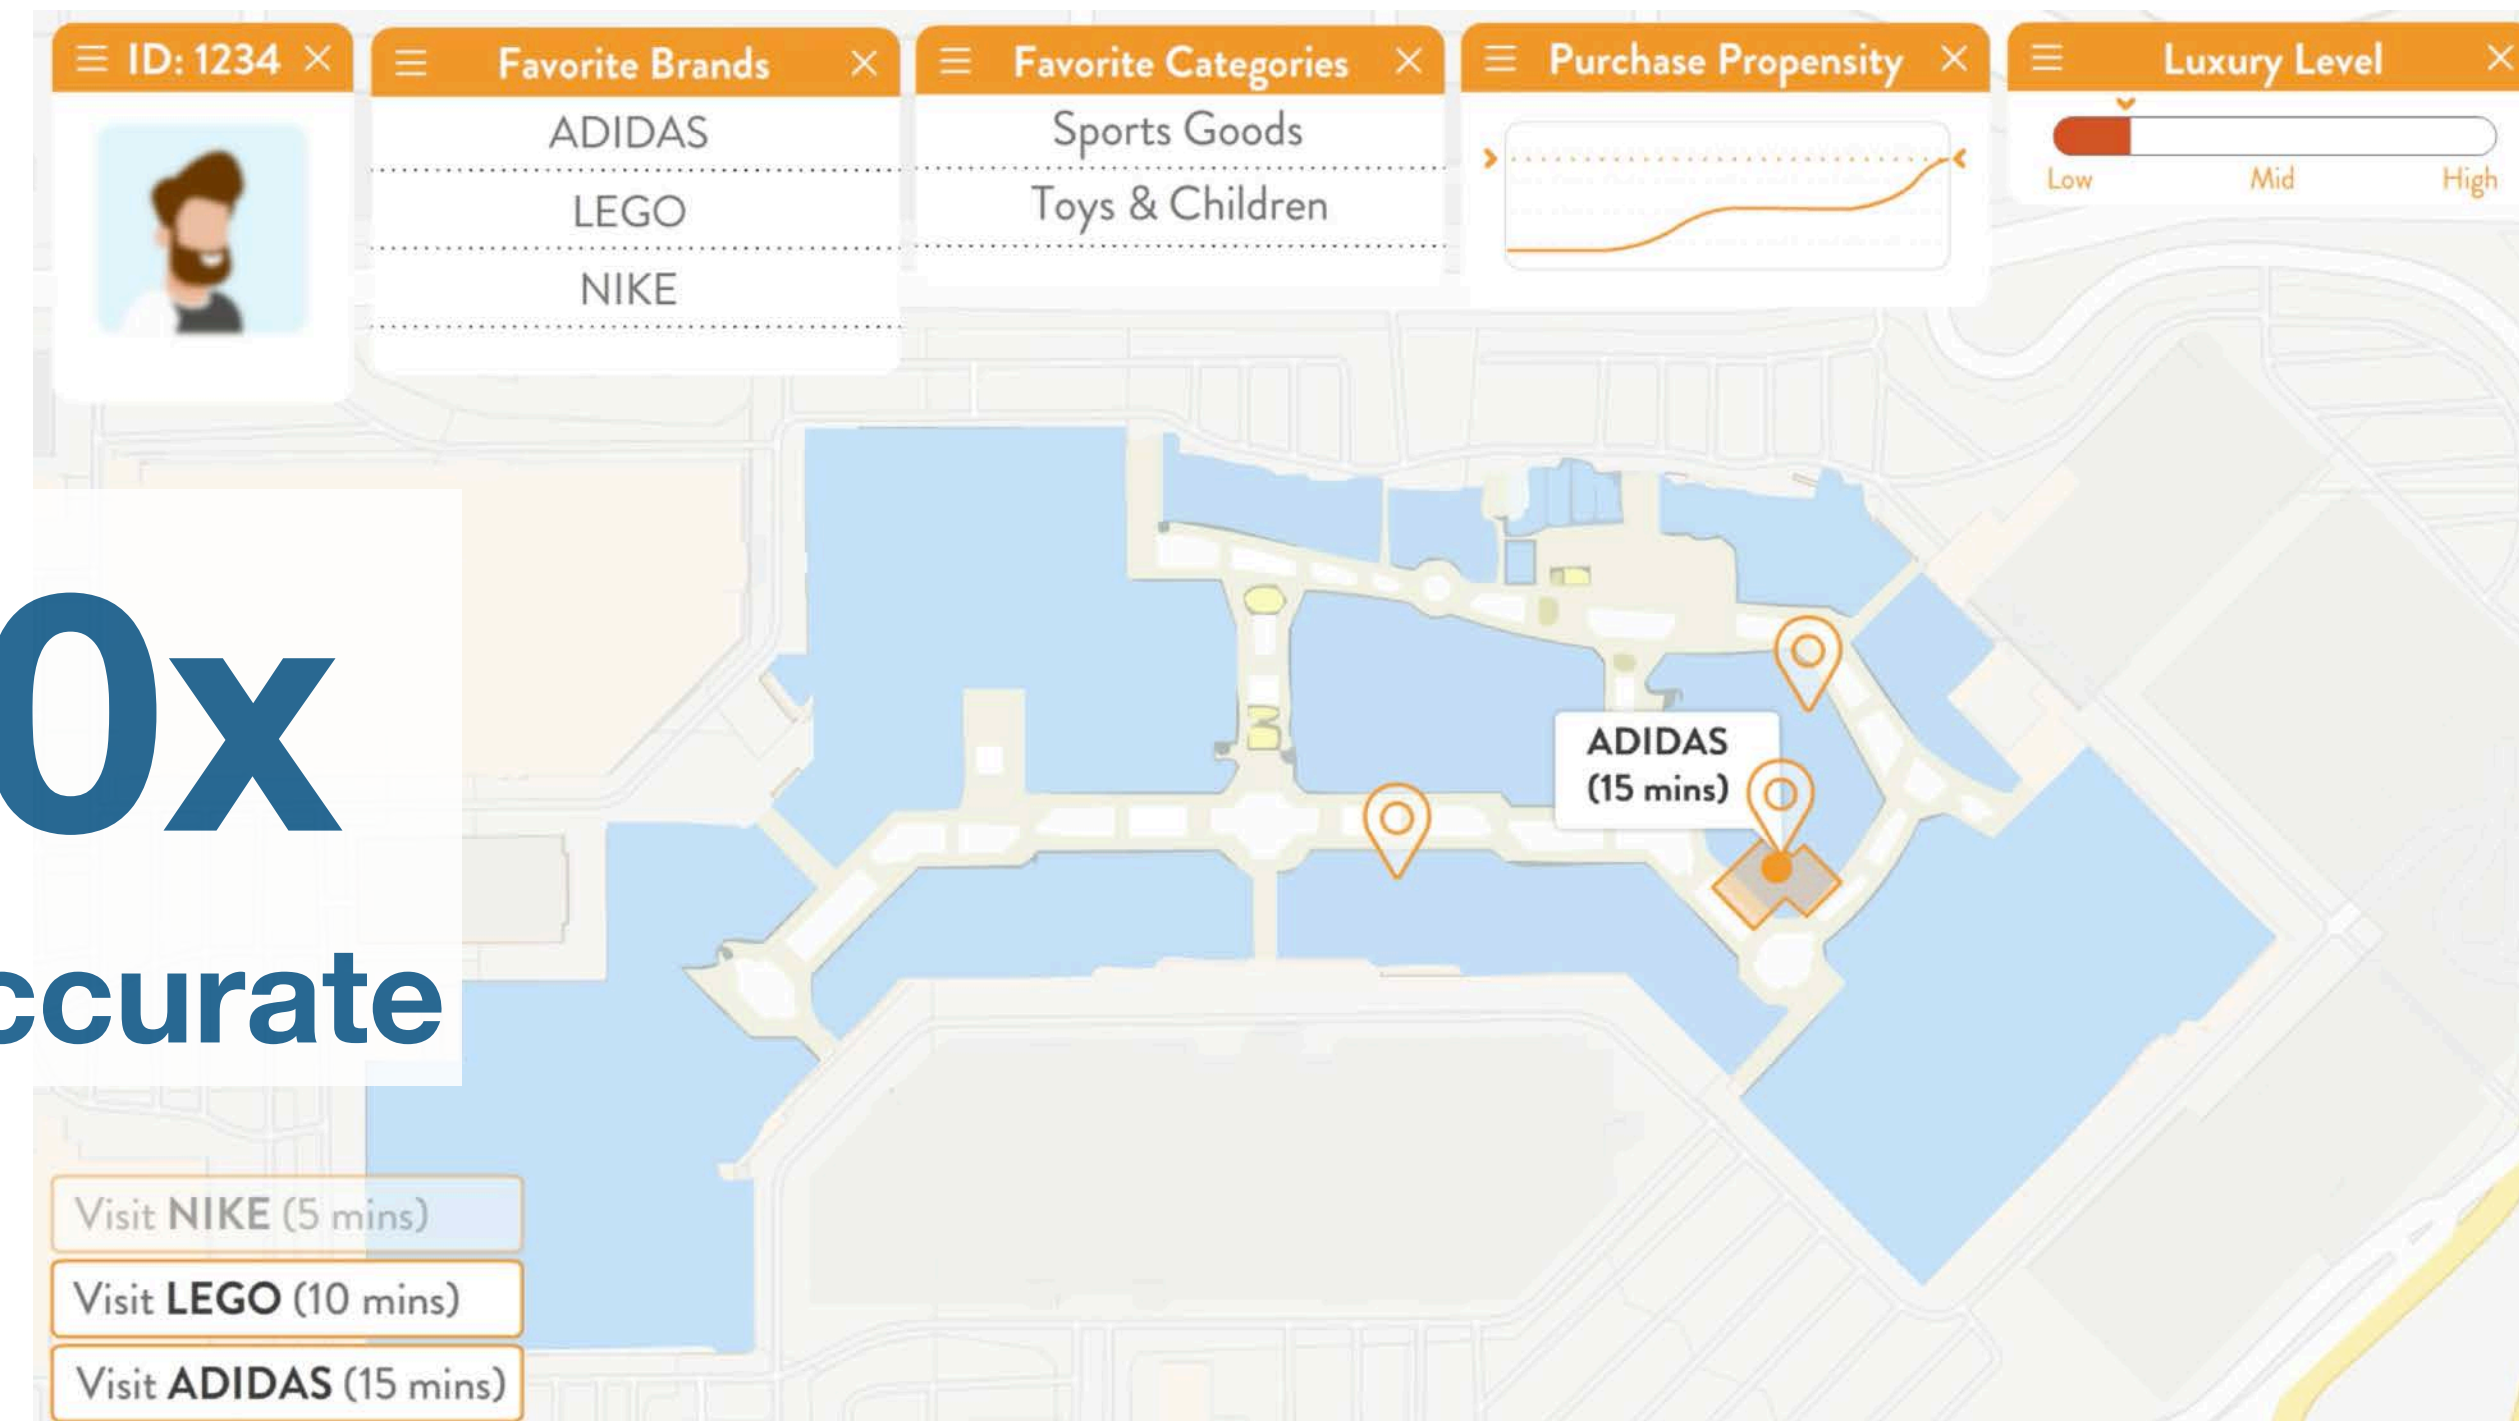 ID: 1234
Favorite Brands
ADIDAS
LEGO
NIKE
Favorite Categories
Sports Goods
Toys & Children
Purchase Propensity
Luxury Level
Low Mid High
0x
ccurate
ADIDAS
(15 mins)
Visit NIKE (5 mins)
Visit LEGO (10 mins)
Visit ADIDAS (15 mins)